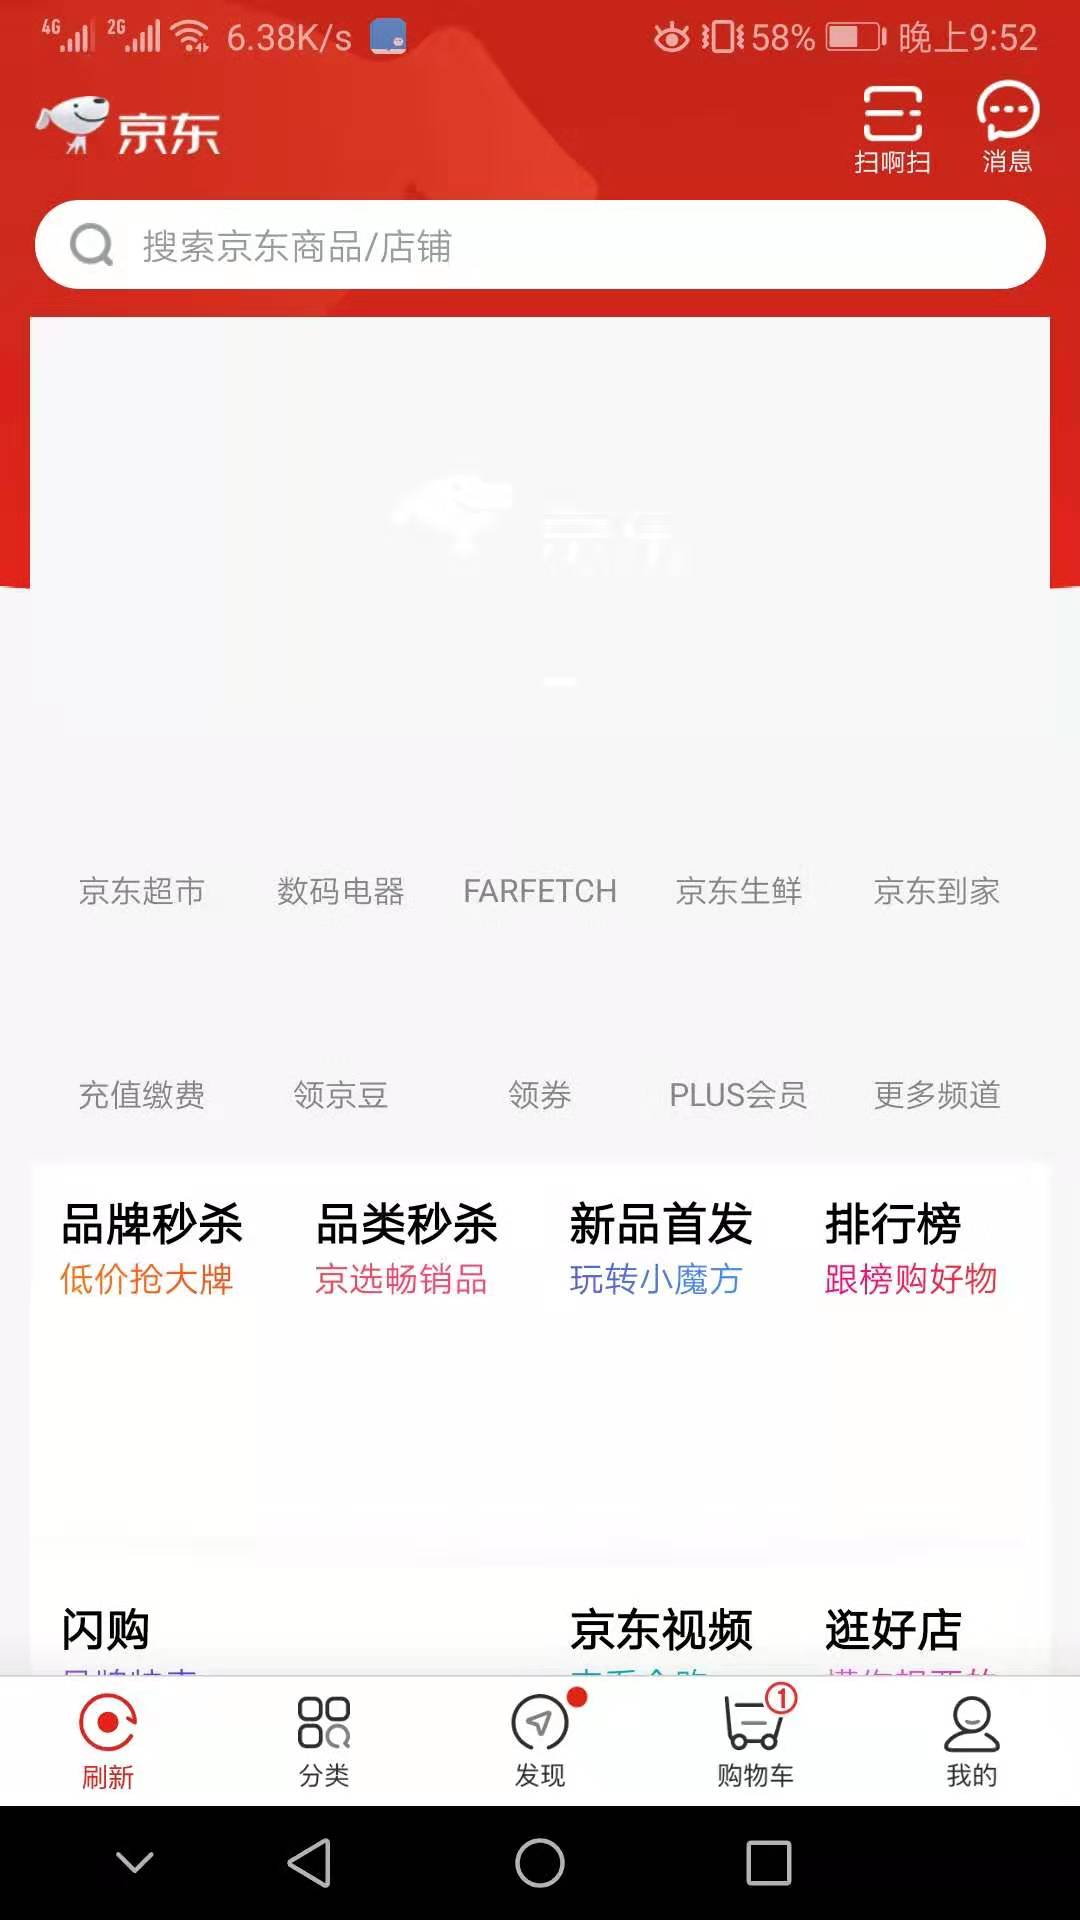 4G 2G 6.38K/s 58% 晚上9:52
京东
扫啊扫 消息
搜索京东商品/店铺
京东
京东超市 数码电器 FARFETCH 京东生鲜 京东到家
充值缴费 领京豆 领券 PLUS会员 更多频道
品牌秒杀 品类秒杀 新品首发 排行榜
低价抢大牌 京选畅销品 玩转小魔方 跟榜购好物
闪购 京东视频 逛好店
1
刷新 分类 发现 购物车 我的